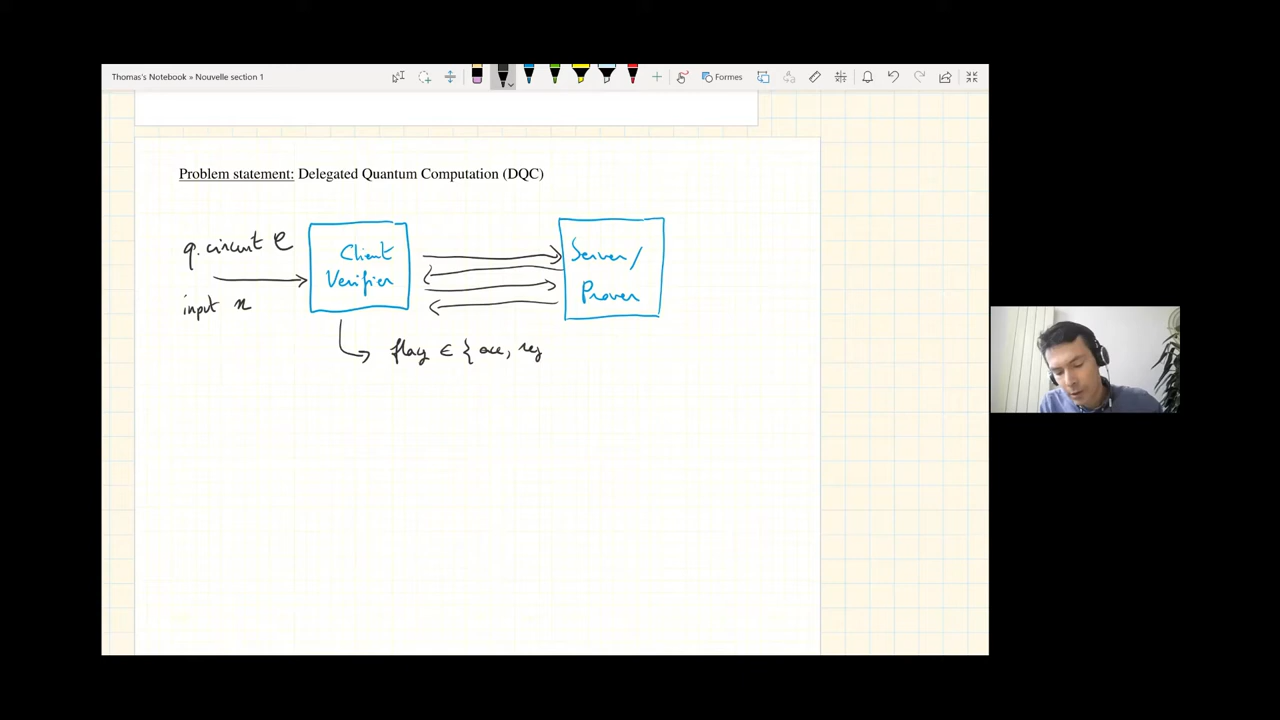 Thomas's Notebook » Nouvelle section 1
Formes
Problem statement: Delegated Quantum Computation (DQC)
q. circuit C
input x
Client
Verifier
Server/
Prover
flag ∈ {acc, rej